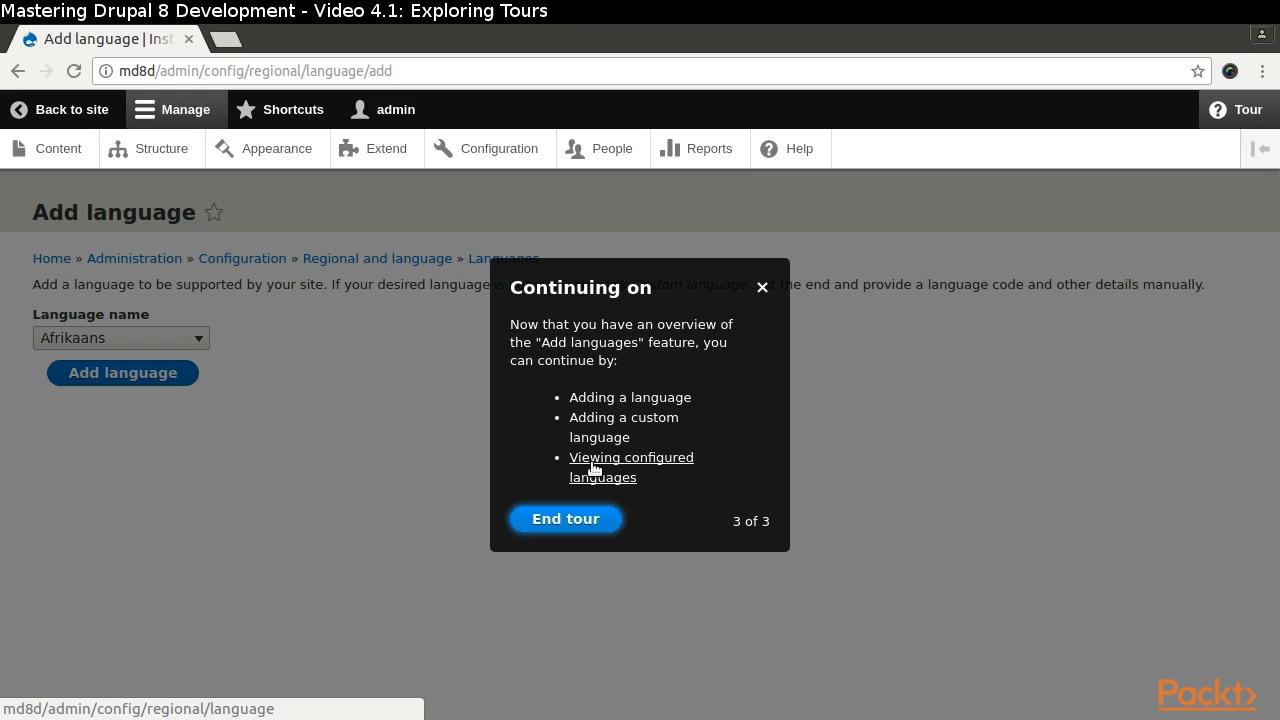 Mastering Drupal 8 Development - Video 4.1: Exploring Tours
Add language | Inst
md8d/admin/config/regional/language/add
Back to site Manage Shortcuts admin Tour
Content Structure Appearance Extend Configuration People Reports Help
Add language
Home » Administration » Configuration » Regional and language » Languages
Add a language to be supported by your site. If your desired language is custom language... at the end and provide a language code and other details manually.
Language name
Afrikaans
Add language
Continuing on
Now that you have an overview of
the "Add languages" feature, you
can continue by:
• Adding a language
• Adding a custom
language
• Viewing configured
languages
End tour 3 of 3
md8d/admin/config/regional/language
Packt